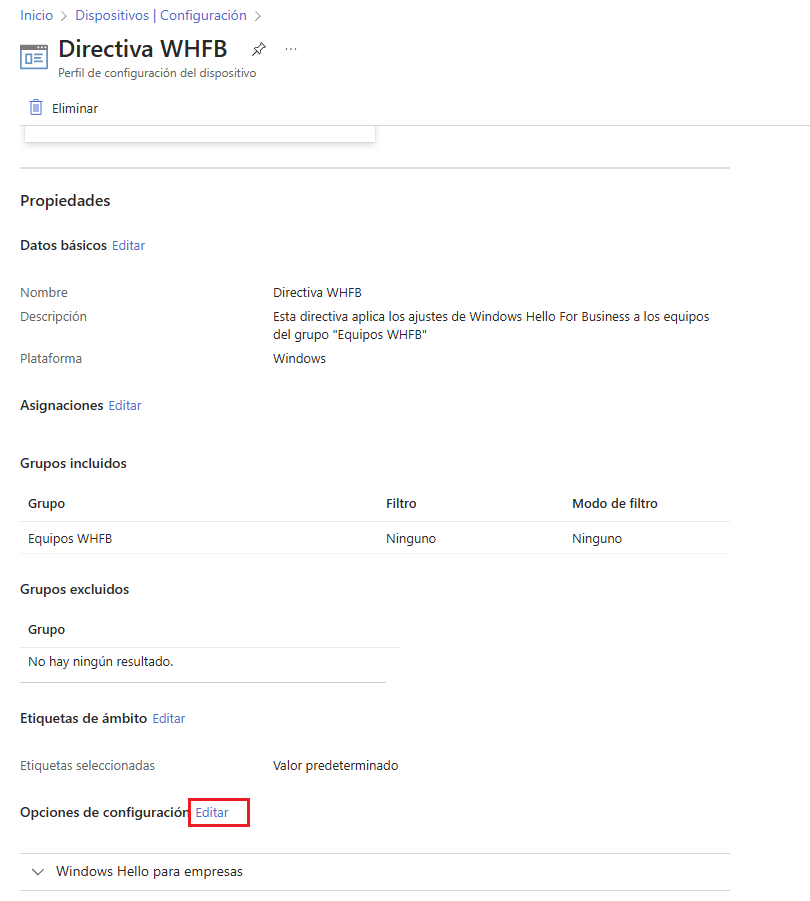 Inicio > Dispositivos | Configuración >
Directiva WHFB ...
Perfil de configuración del dispositivo
Eliminar
Propiedades
Datos básicos Editar
Nombre Directiva WHFB
Descripción Esta directiva aplica los ajustes de Windows Hello For Business a los equipos
del grupo "Equipos WHFB"
Plataforma Windows
Asignaciones Editar
Grupos incluidos
Grupo Filtro Modo de filtro
Equipos WHFB Ninguno Ninguno
Grupos excluidos
Grupo
No hay ningún resultado.
Etiquetas de ámbito Editar
Etiquetas seleccionadas Valor predeterminado
Opciones de configuración Editar
Windows Hello para empresas